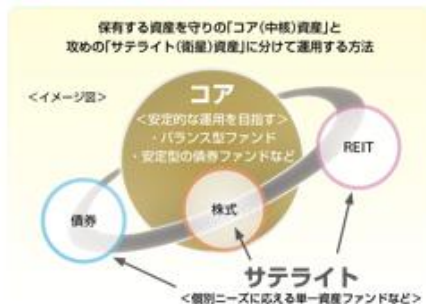 保有する資産を守りの「コア(中核)資産」と
攻めの「サテライト(衛星)資産」に分けて運用する方法
<イメージ図>
コア
<安定的な運用を目指す>
・バランス型ファンド
・安定型の債券ファンドなど
REIT
債券
株式
サテライト
<個別ニーズに応える単一資産ファンドなど>